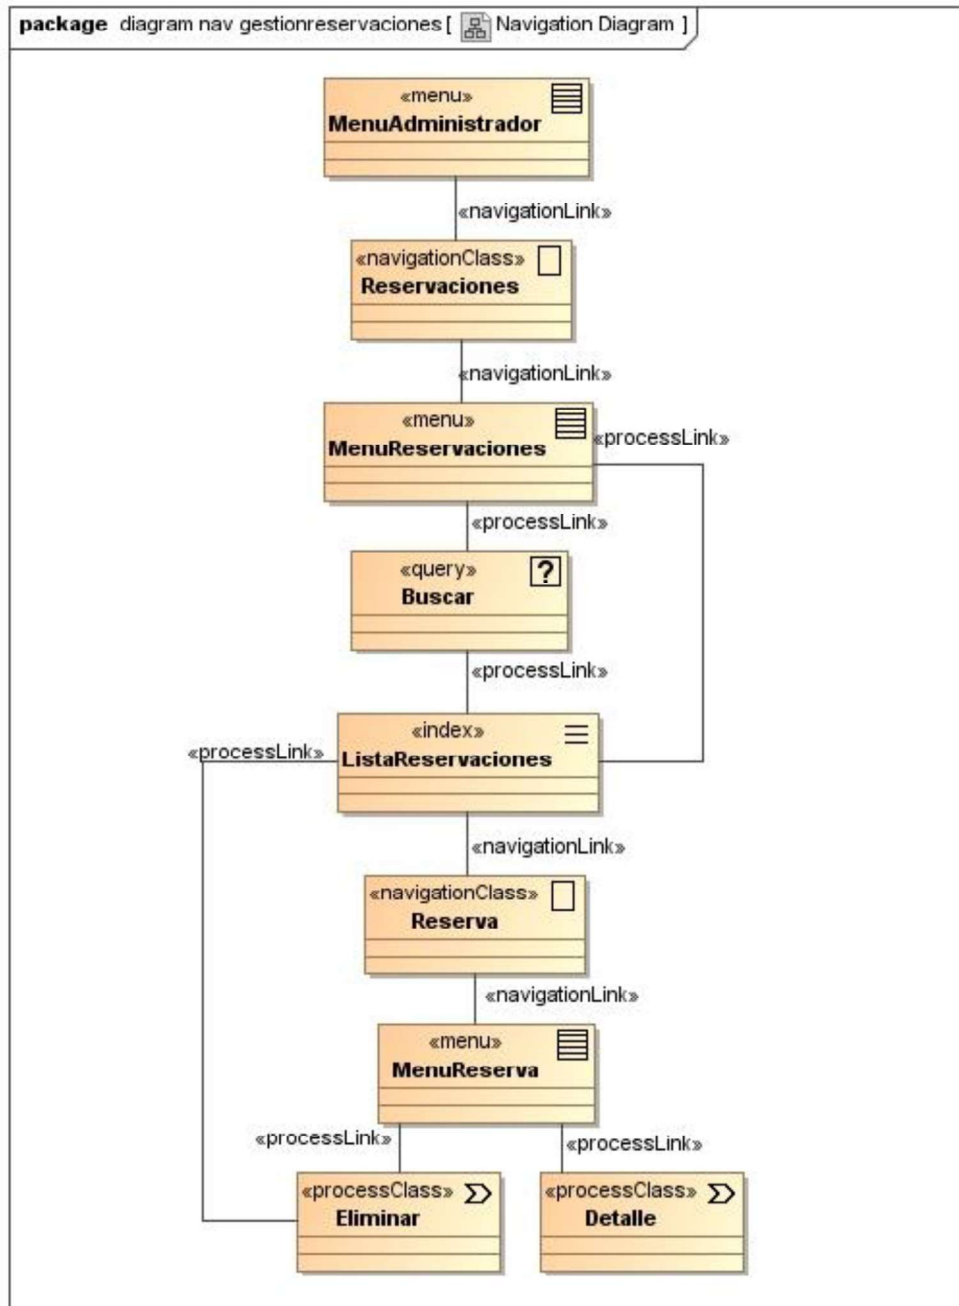 package diagram nav gestionreservaciones [ Navigation Diagram ]
«menu»
MenuAdministrador
«navigationLink»
«navigationClass»
Reservaciones
«navigationLink»
«menu»
MenuReservaciones
«processLink»
«processLink»
«query»
?
Buscar
«processLink»
«index»
ListaReservaciones
«processLink»
«navigationLink»
«navigationClass»
Reserva
«navigationLink»
«menu»
MenuReserva
«processLink»
«processLink»
«processClass»
Eliminar
«processClass»
Detalle